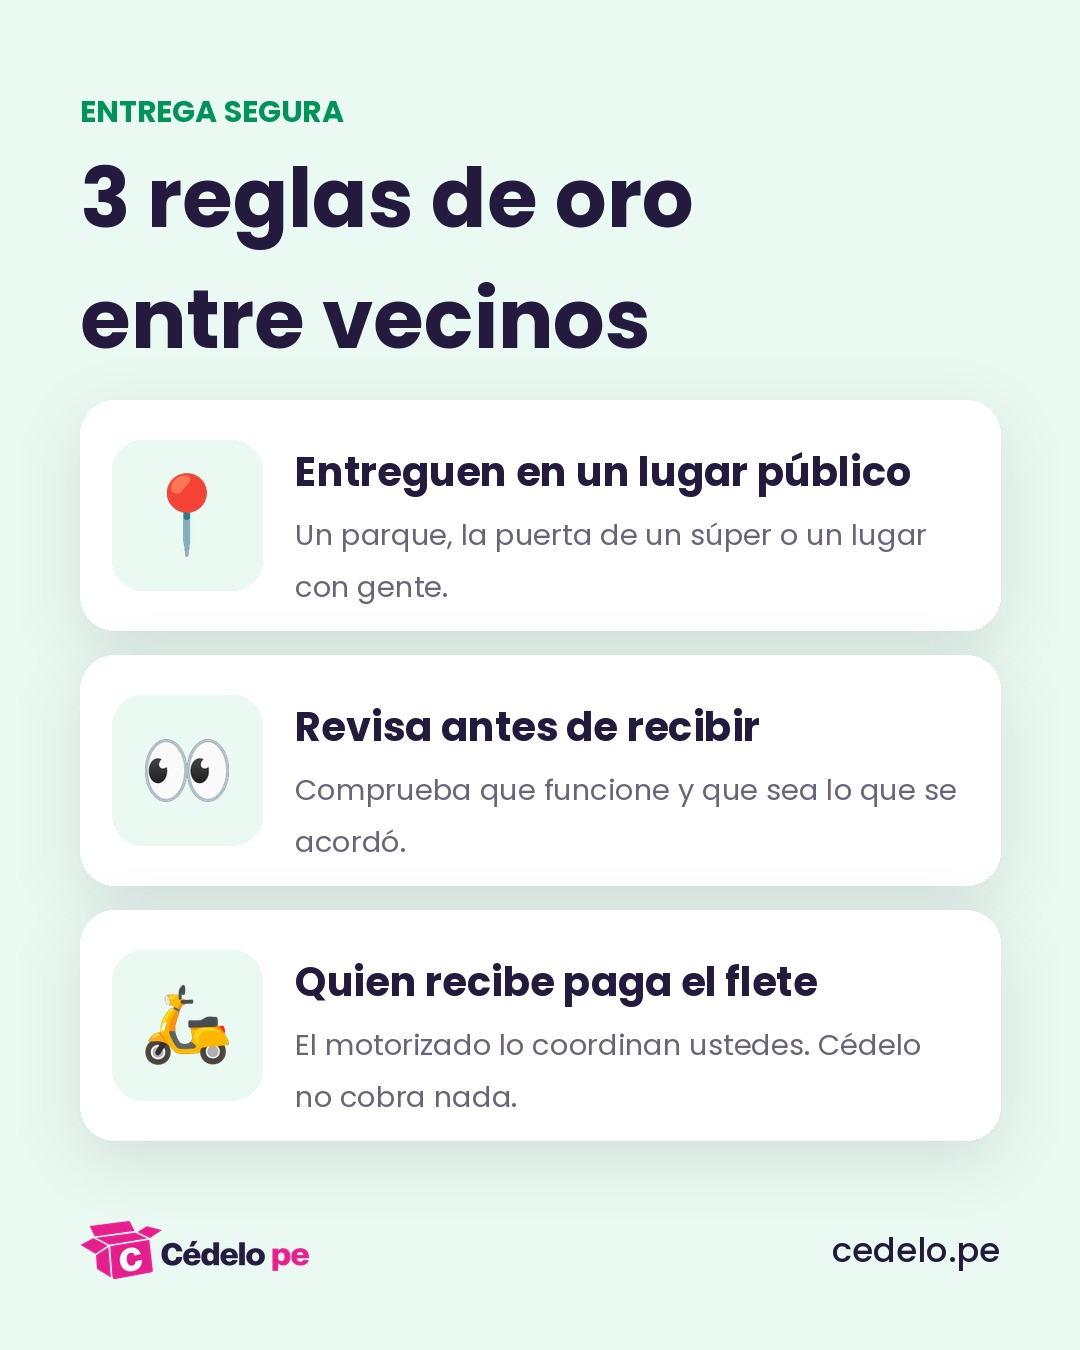 ENTREGA SEGURA
3 reglas de oro
entre vecinos
Entreguen en un lugar público
Un parque, la puerta de un súper o un lugar
con gente.
Revisa antes de recibir
Comprueba que funcione y que sea lo que se
acordó.
Quien recibe paga el flete
El motorizado lo coordinan ustedes. Cédelo
no cobra nada.
C Cédelo pe
cedelo.pe